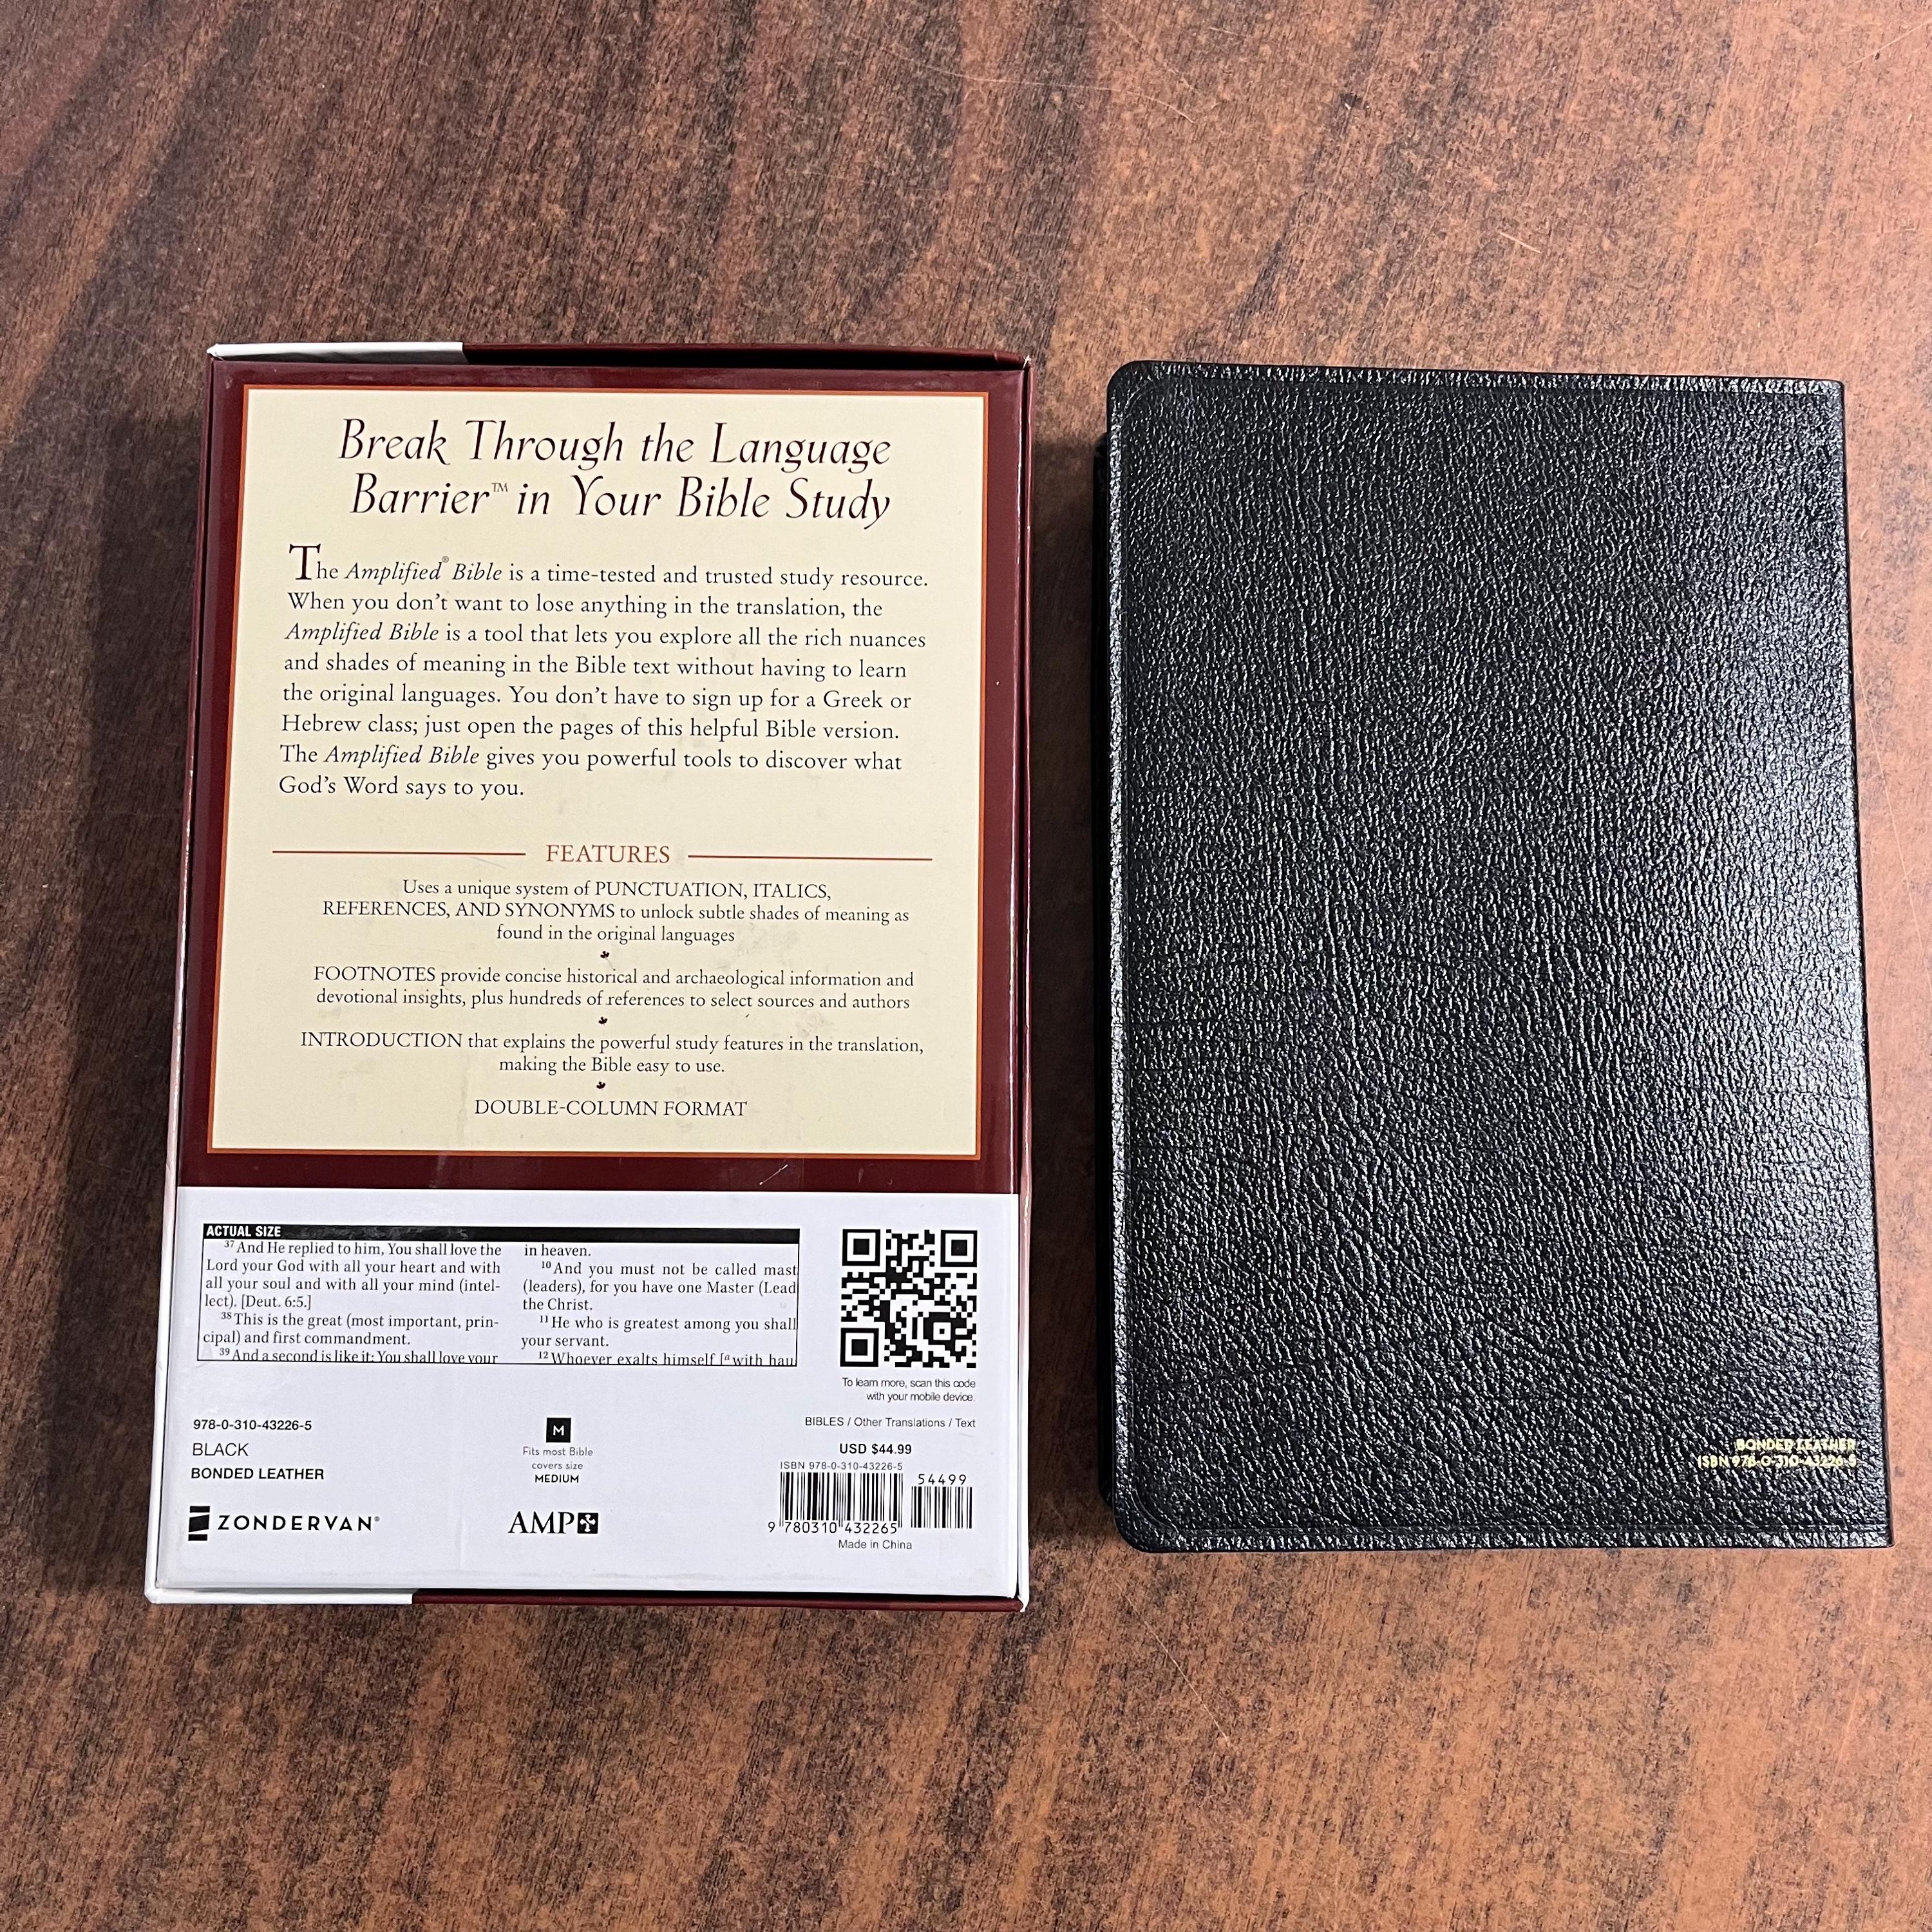 Break Through the Language
Barrier™ in Your Bible Study
The Amplified® Bible is a time-tested and trusted study resource.
When you don't want to lose anything in the translation, the
Amplified Bible is a tool that lets you explore all the rich nuances
and shades of meaning in the Bible text without having to learn
the original languages. You don't have to sign up for a Greek or
Hebrew class; just open the pages of this helpful Bible version.
The Amplified Bible gives you powerful tools to discover what
God's Word says to you.
FEATURES
Uses a unique system of PUNCTUATION, ITALICS,
REFERENCES, AND SYNONYMS to unlock subtle shades of meaning as
found in the original languages
FOOTNOTES provide concise historical and archaeological information and
devotional insights, plus hundreds of references to select sources and authors
INTRODUCTION that explains the powerful study features in the translation,
making the Bible easy to use.
DOUBLE-COLUMN FORMAT
ACTUAL SIZE
37 And He replied to him, You shall love the
Lord your God with all your heart and with
all your soul and with all your mind (intel-
lect). [Deut. 6:5.]
38 This is the great (most important, prin-
cipal) and first commandment.
39 And a second is like it: You shall love your
in heaven.
10 And you must not be called mast
(leaders), for you have one Master (Lead
the Christ.
11 He who is greatest among you shall
your servant.
12 Whoever exalts himself [a with hau
To learn more, scan this code
with your mobile device.
978-0-310-43226-5
BLACK
BONDED LEATHER
ZONDERVAN®
M
Fits most Bible
covers size
MEDIUM
AMP
BIBLES / Other Translations / Text
USD $44.99
ISBN 978-0-310-43226-5
54499
9 780310 432265
Made in China
BONDED LEATHER
ISBN 978-0-310-43226-5